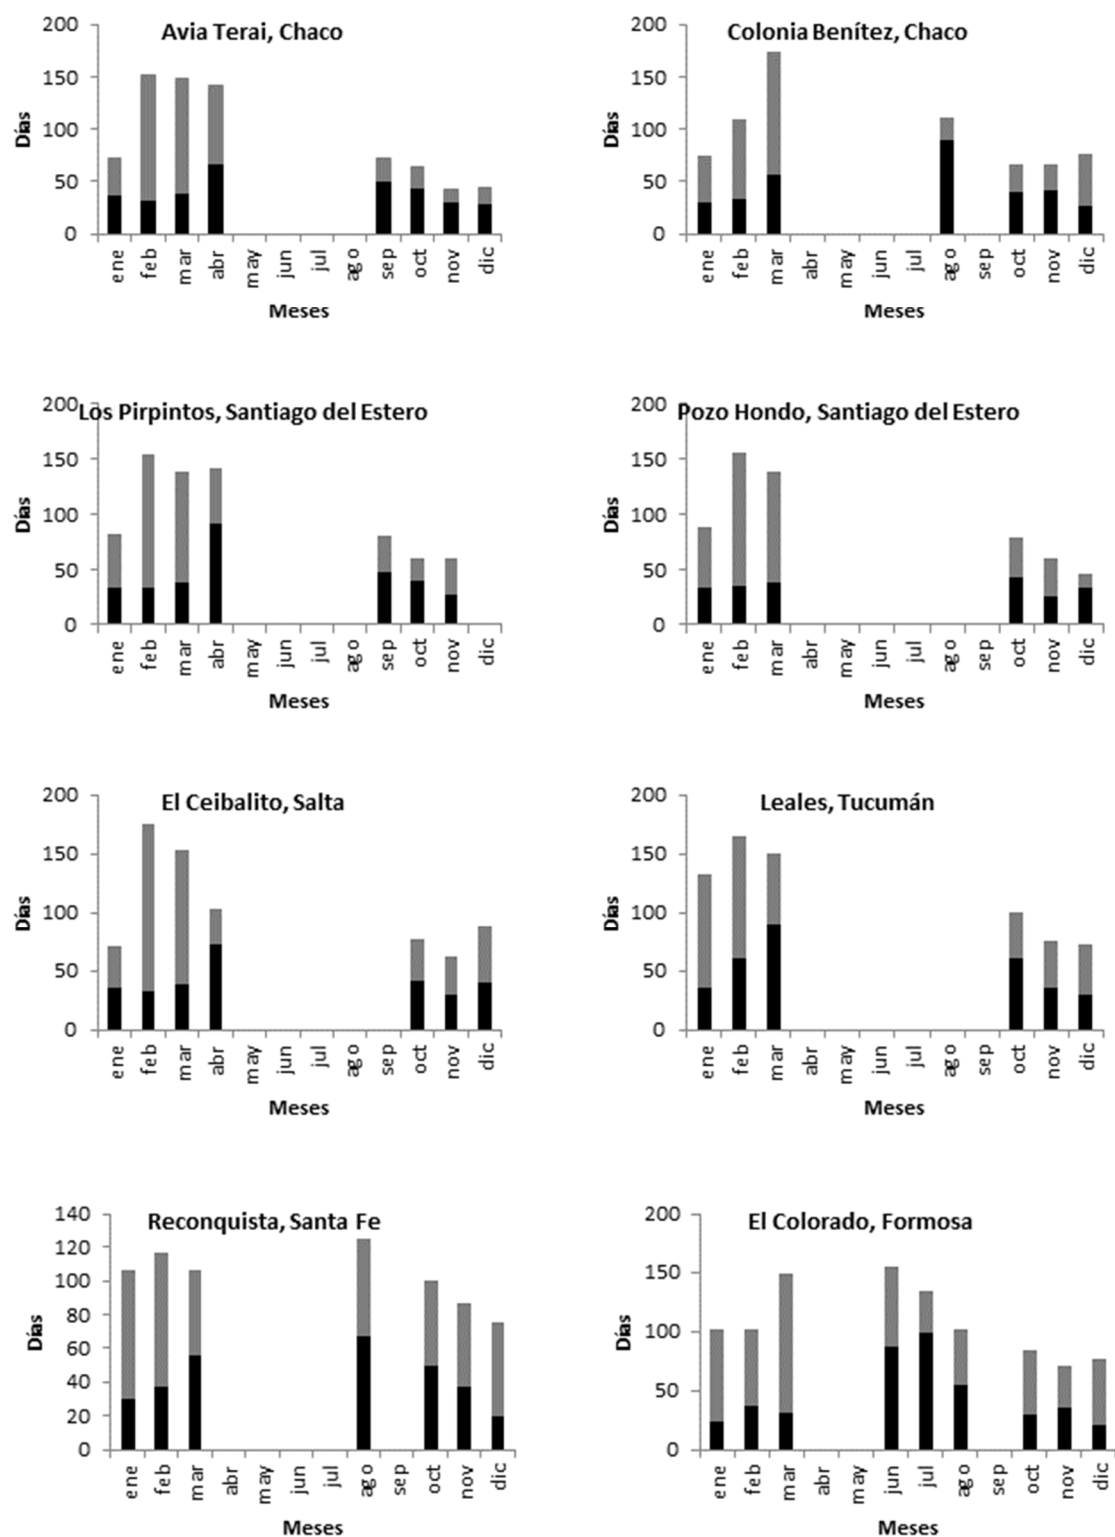 Avia Terai, Chaco
200
150
100
50
0
Días
ene feb mar abr may jun jul ago sep oct nov dic
Meses
Colonia Benítez, Chaco
200
150
100
50
0
Días
ene feb mar abr may jun jul ago sep oct nov dic
Meses
Los Pirpintos, Santiago del Estero
200
150
100
50
0
Días
ene feb mar abr may jun jul ago sep oct nov dic
Meses
Pozo Hondo, Santiago del Estero
200
150
100
50
0
Días
ene feb mar abr may jun jul ago sep oct nov dic
Meses
El Ceibalito, Salta
200
150
100
50
0
Días
ene feb mar abr may jun jul ago sep oct nov dic
Meses
Leales, Tucumán
200
150
100
50
0
Días
ene feb mar abr may jun jul ago sep oct nov dic
Meses
Reconquista, Santa Fe
140
120
100
80
60
40
20
0
Días
ene feb mar abr may jun jul ago sep oct nov dic
Meses
El Colorado, Formosa
200
150
100
50
0
Días
ene feb mar abr may jun jul ago sep oct nov dic
Meses